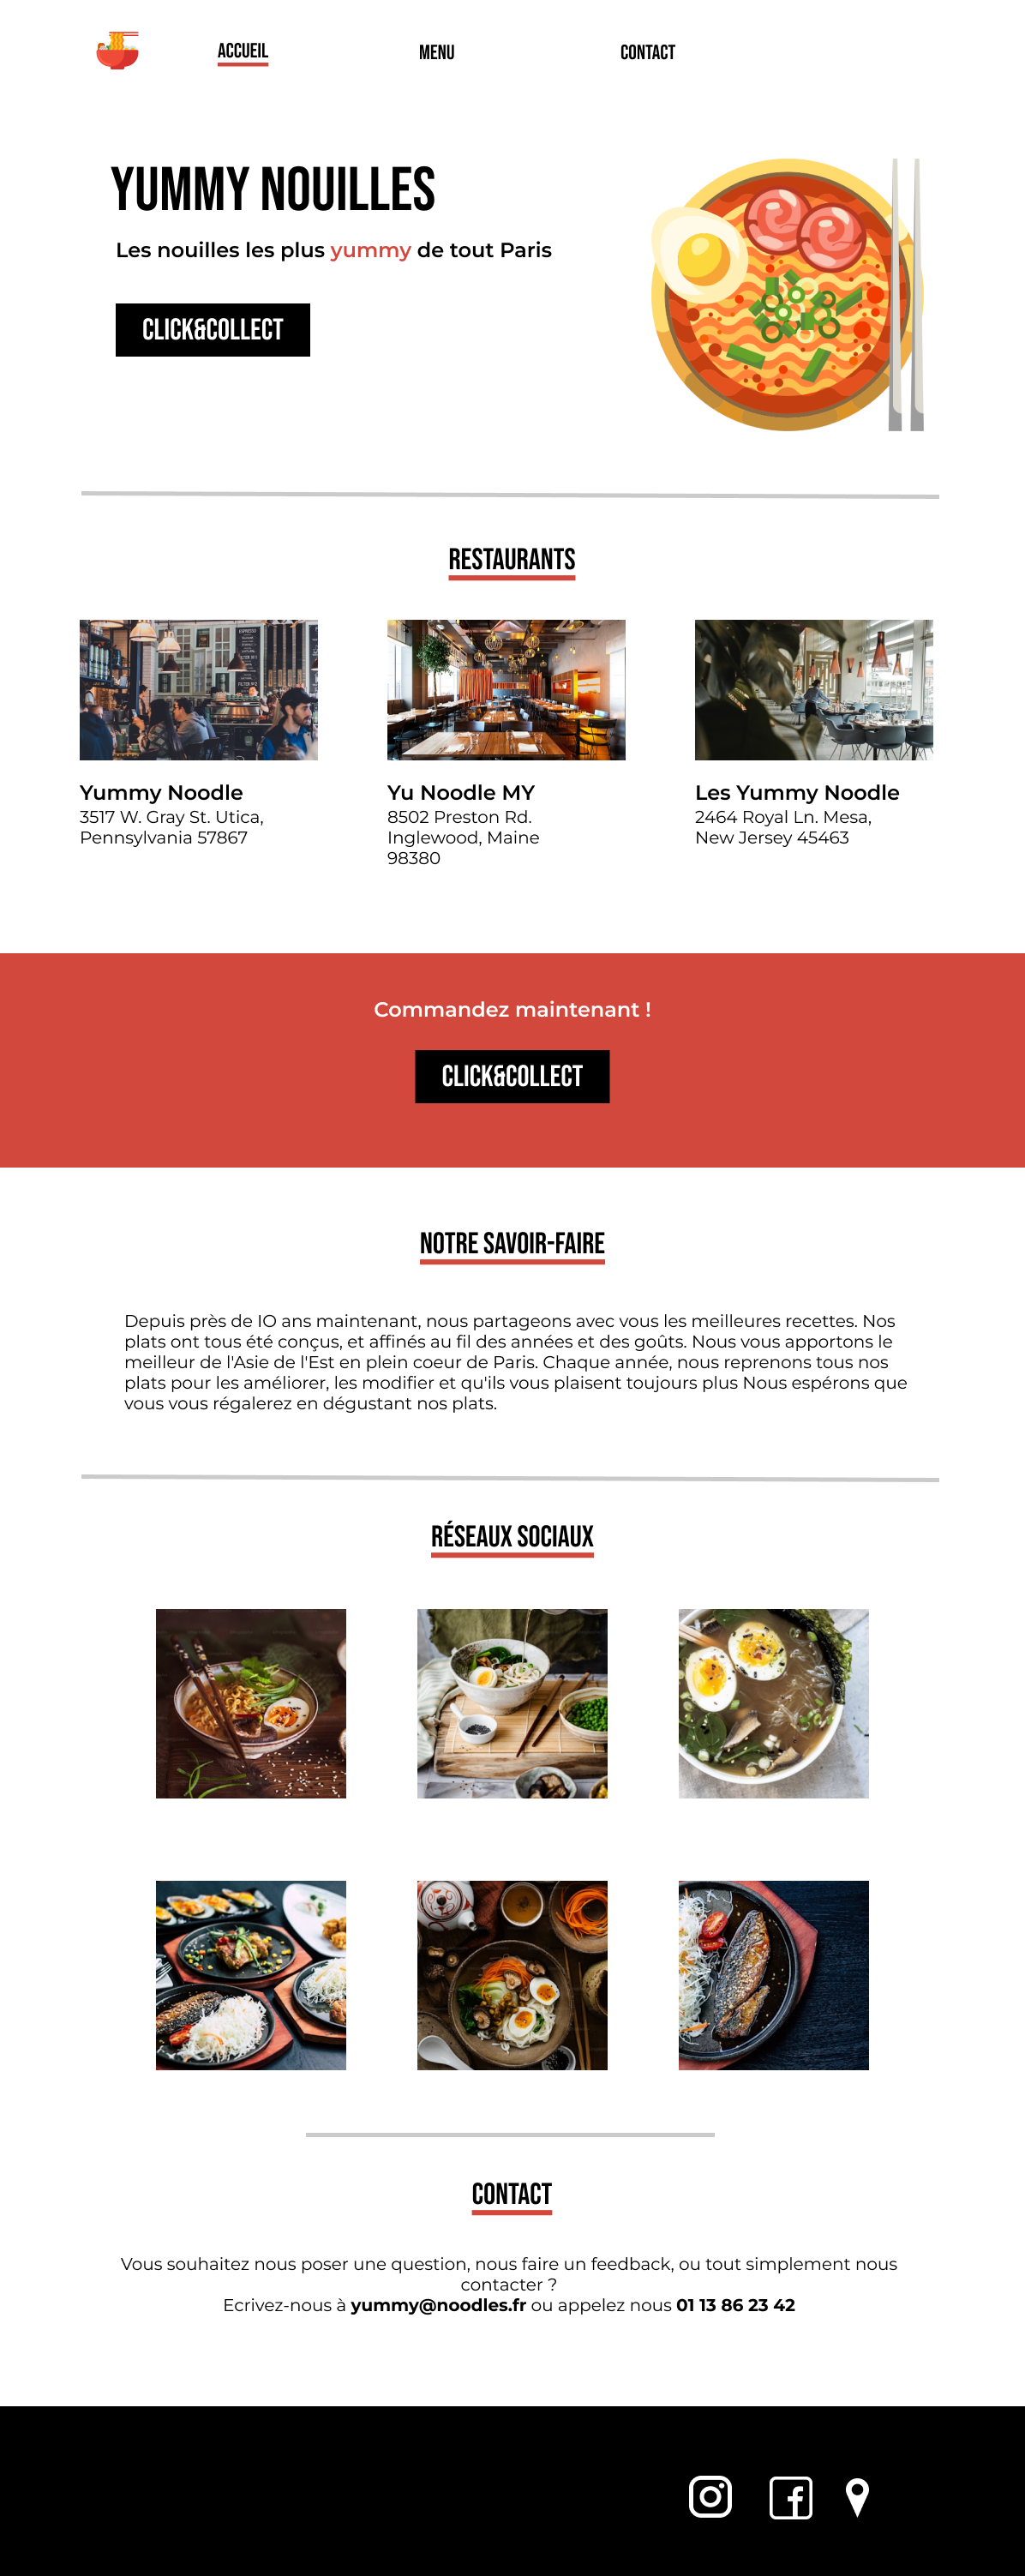 ACCUEIL
MENU
CONTACT
YUMMY NOUILLES
Les nouilles les plus yummy de tout Paris
CLICK&COLLECT
RESTAURANTS
Yummy Noodle
3517 W. Gray St. Utica,
Pennsylvania 57867
Yu Noodle MY
8502 Preston Rd.
Inglewood, Maine
98380
Les Yummy Noodle
2464 Royal Ln. Mesa,
New Jersey 45463
Commandez maintenant !
CLICK&COLLECT
NOTRE SAVOIR-FAIRE
Depuis près de IO ans maintenant, nous partageons avec vous les meilleures recettes. Nos
plats ont tous été conçus, et affinés au fil des années et des goûts. Nous vous apportons le
meilleur de l'Asie de l'Est en plein coeur de Paris. Chaque année, nous reprenons tous nos
plats pour les améliorer, les modifier et qu'ils vous plaisent toujours plus Nous espérons que
vous vous régalerez en dégustant nos plats.
RÉSEAUX SOCIAUX
CONTACT
Vous souhaitez nous poser une question, nous faire un feedback, ou tout simplement nous
contacter ?
Ecrivez-nous à yummy@noodles.fr ou appelez nous 01 13 86 23 42